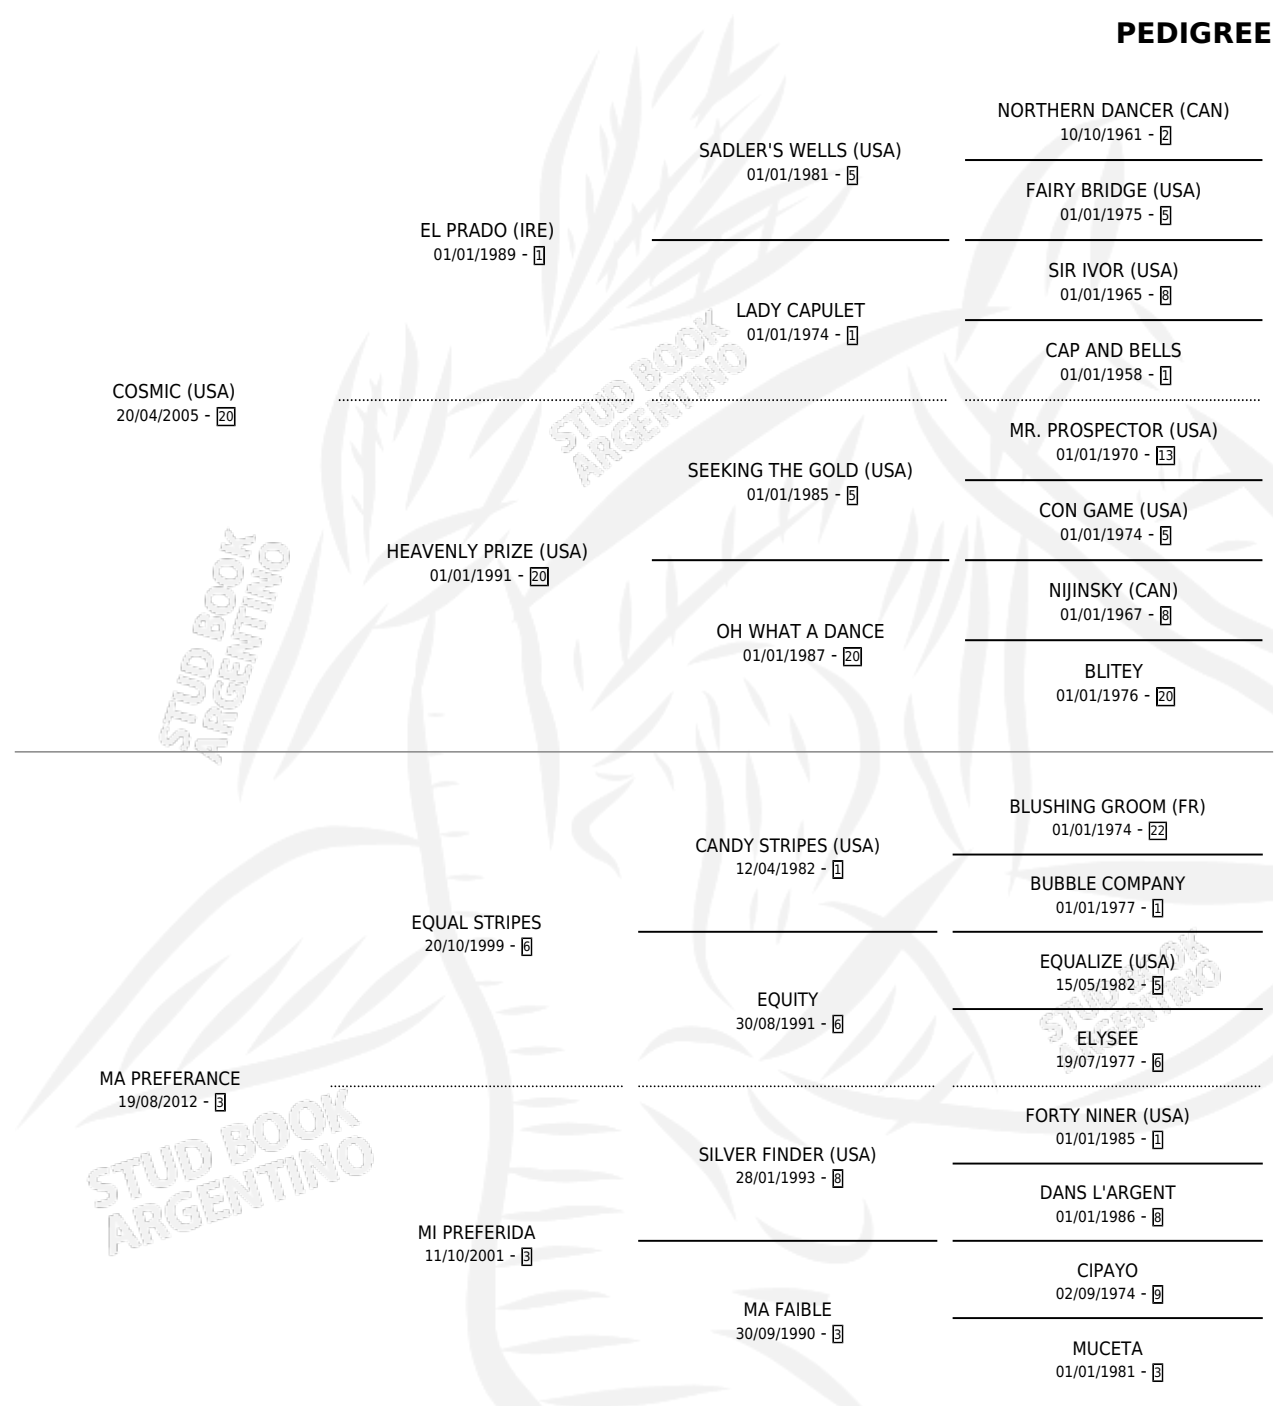 PEDIGREE
NORTHERN DANCER (CAN)
10/10/1961 - 2
SADLER'S WELLS (USA)
01/01/1981 - 5
FAIRY BRIDGE (USA)
01/01/1975 - 5
EL PRADO (IRE)
01/01/1989 - 1
SIR IVOR (USA)
01/01/1965 - 8
LADY CAPULET
01/01/1974 - 1
CAP AND BELLS
01/01/1958 - 1
COSMIC (USA)
20/04/2005 - 20
MR. PROSPECTOR (USA)
01/01/1970 - 13
SEEKING THE GOLD (USA)
01/01/1985 - 5
CON GAME (USA)
01/01/1974 - 5
HEAVENLY PRIZE (USA)
01/01/1991 - 20
NIJINSKY (CAN)
01/01/1967 - 8
OH WHAT A DANCE
01/01/1987 - 20
BLITEY
01/01/1976 - 20
BLUSHING GROOM (FR)
01/01/1974 - 22
CANDY STRIPES (USA)
12/04/1982 - 1
BUBBLE COMPANY
01/01/1977 - 1
EQUAL STRIPES
20/10/1999 - 6
EQUALIZE (USA)
15/05/1982 - 5
EQUITY
30/08/1991 - 6
ELYSEE
19/07/1977 - 6
MA PREFERANCE
19/08/2012 - 3
FORTY NINER (USA)
01/01/1985 - 1
SILVER FINDER (USA)
28/01/1993 - 8
DANS L'ARGENT
01/01/1986 - 8
MI PREFERIDA
11/10/2001 - 3
CIPAYO
02/09/1974 - 9
MA FAIBLE
30/09/1990 - 3
MUCETA
01/01/1981 - 3
STUD BOOK
ARGENTINO
STUD BOOK
ARGENTINO
STUD BOOK
ARGENTINO
STUD BOOK
ARGENTINO